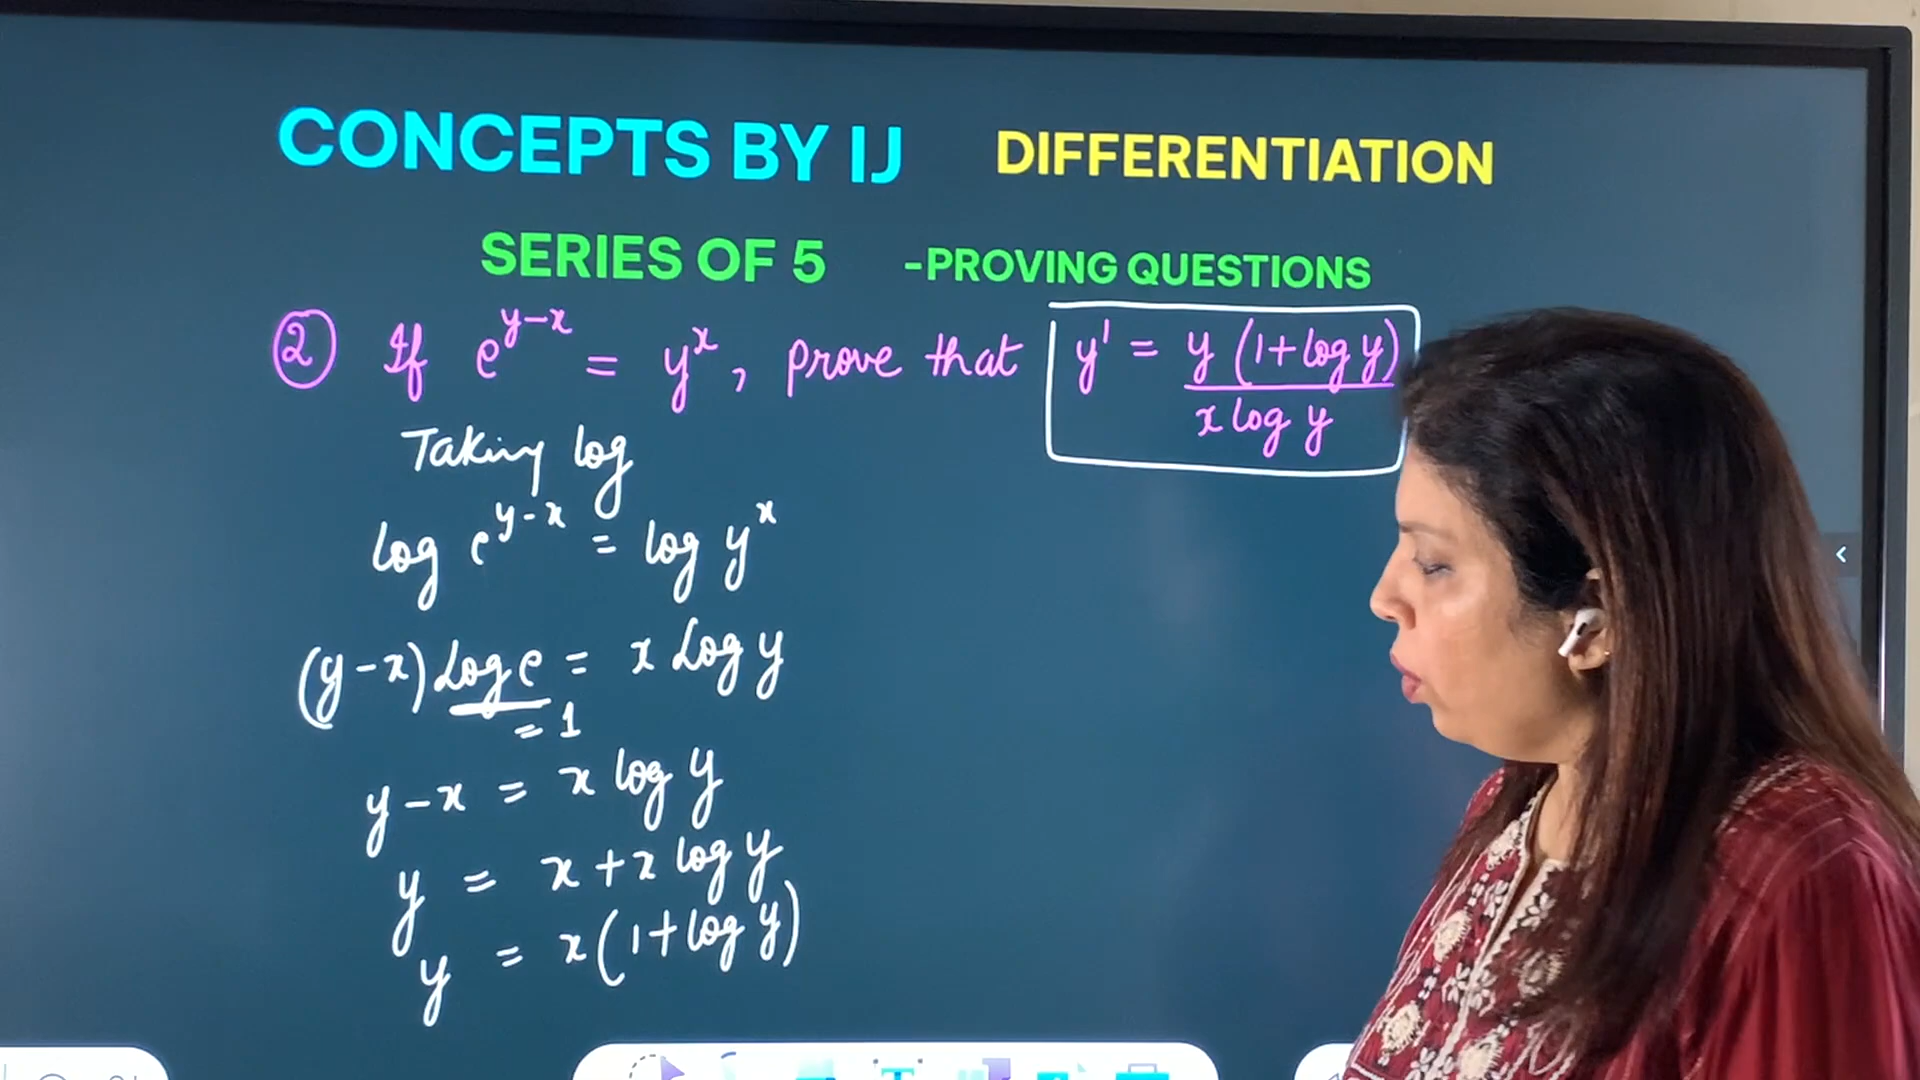 CONCEPTS BY IJ DIFFERENTIATION
SERIES OF 5 -PROVING QUESTIONS
② If e^{y-x} = y^x, prove that y' = \frac{y(1+log y)}{x log y}
Taking log
log e^{y-x} = log y^x
(y-x) Log e = x Log y
= 1
y-x = x log y
y = x+x log y
y = x(1+log y)